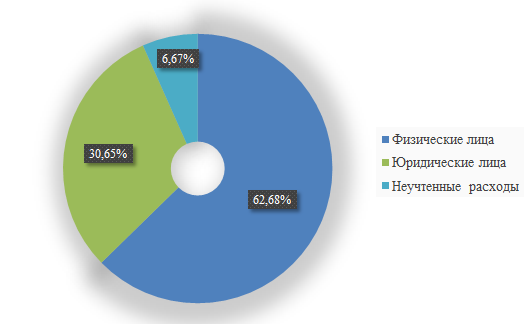 6,67%
30,65%
62,68%
Физические лица
Юридические лица
Неучтенные расходы